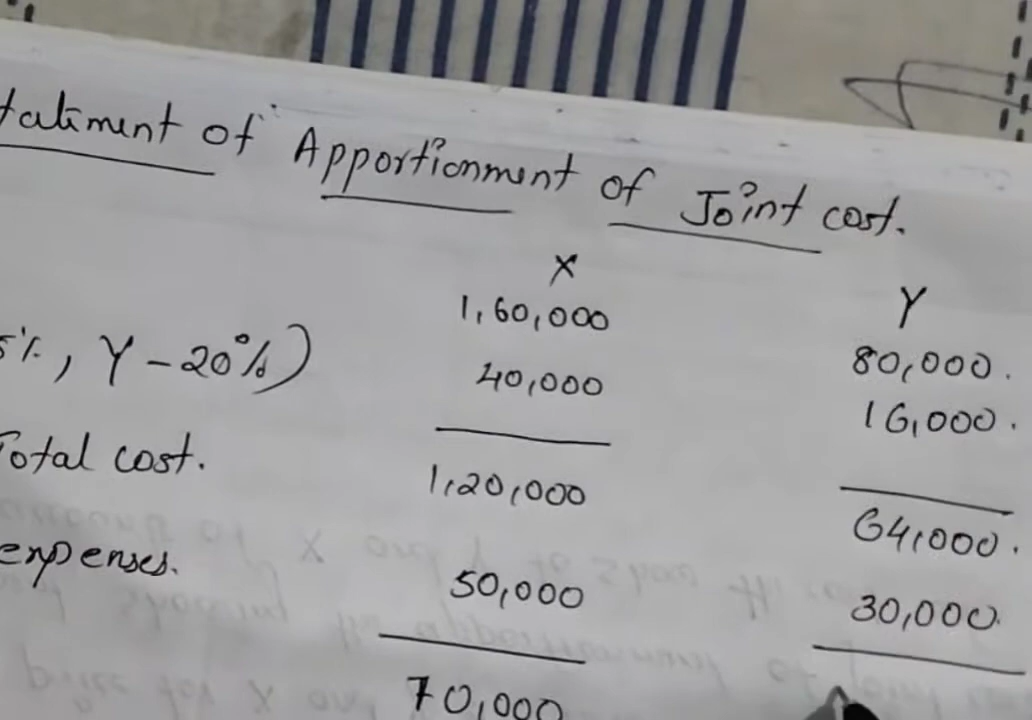 tatement of Apportionment of Joint cost.
X Y
1,60,000 80,000.
5%, Y-20%) 40,000 16,000.
Total cost. 1,20,000 64,000.
expenses. 50,000 30,000.
70,000